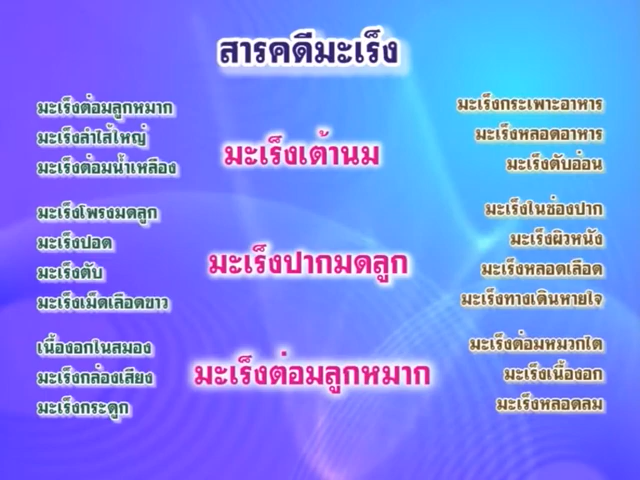 สารคดีมะเร็ง
มะเร็งต่อมลูกหมาก
มะเร็งลำไส้ใหญ่
มะเร็งต่อมน้ำเหลือง
มะเร็งโพรงมดลูก
มะเร็งปอด
มะเร็งตับ
มะเร็งเม็ดเลือดขาว
เนื้องอกในสมอง
มะเร็งกล่องเสียง
มะเร็งกระดูก
มะเร็งเต้านม
มะเร็งปากมดลูก
มะเร็งต่อมลูกหมาก
มะเร็งกระเพาะอาหาร
มะเร็งหลอดอาหาร
มะเร็งตับอ่อน
มะเร็งในช่องปาก
มะเร็งผิวหนัง
มะเร็งหลอดเลือด
มะเร็งทางเดินหายใจ
มะเร็งต่อมหมวกไต
มะเร็งเนื้องอก
มะเร็งหลอดลม